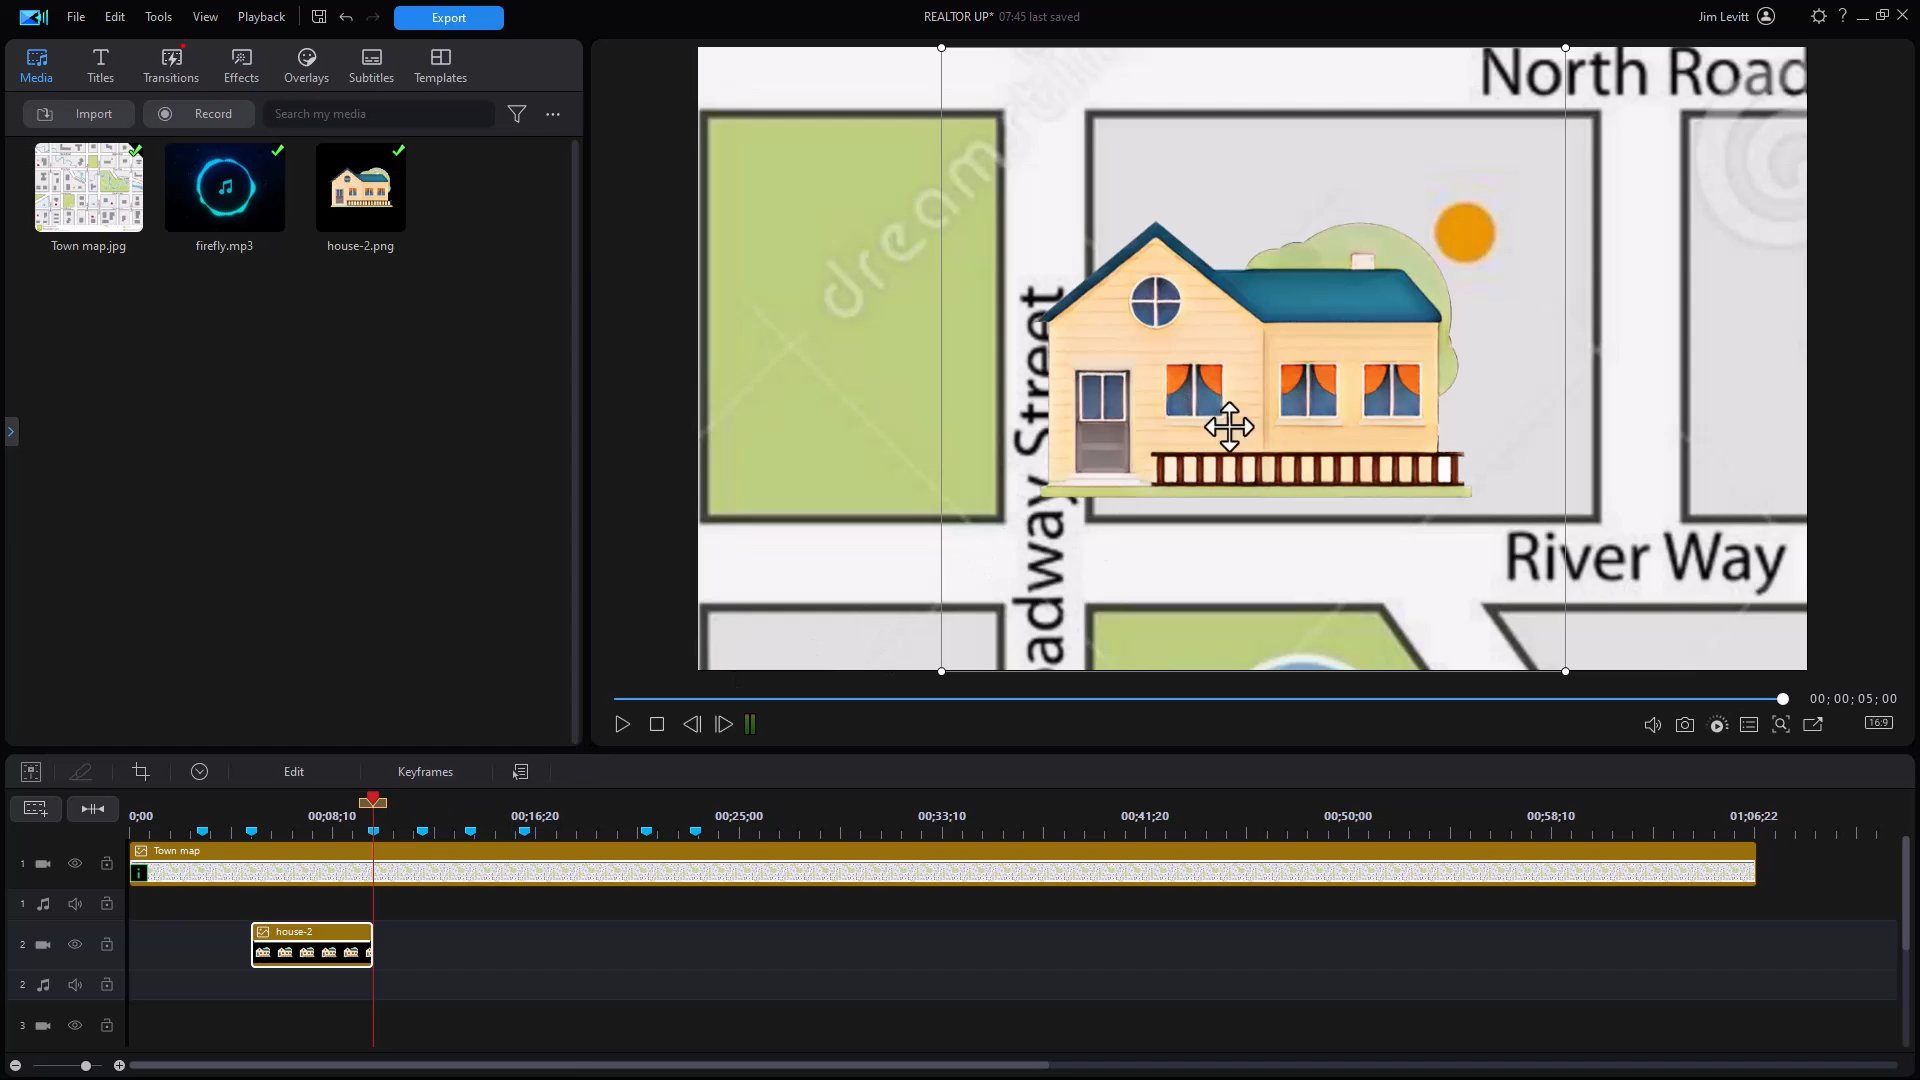 File Edit Tools View Playback Export REALTOR UP* 07:45 last saved Jim Levitt ?
Media Titles Transitions Effects Overlays Subtitles Templates
Import Record Search my media
Town map.jpg firefly.mp3 house-2.png
North Road
dreamstime
Broadway Street
River Way
00;00;05;00
16:9
Edit Keyframes
0;00 00;08;10 00;16;20 00;25;00 00;33;10 00;41;20 00;50;00 00;58;10 01;06;22
1 Town map
1
2 house-2
2
3